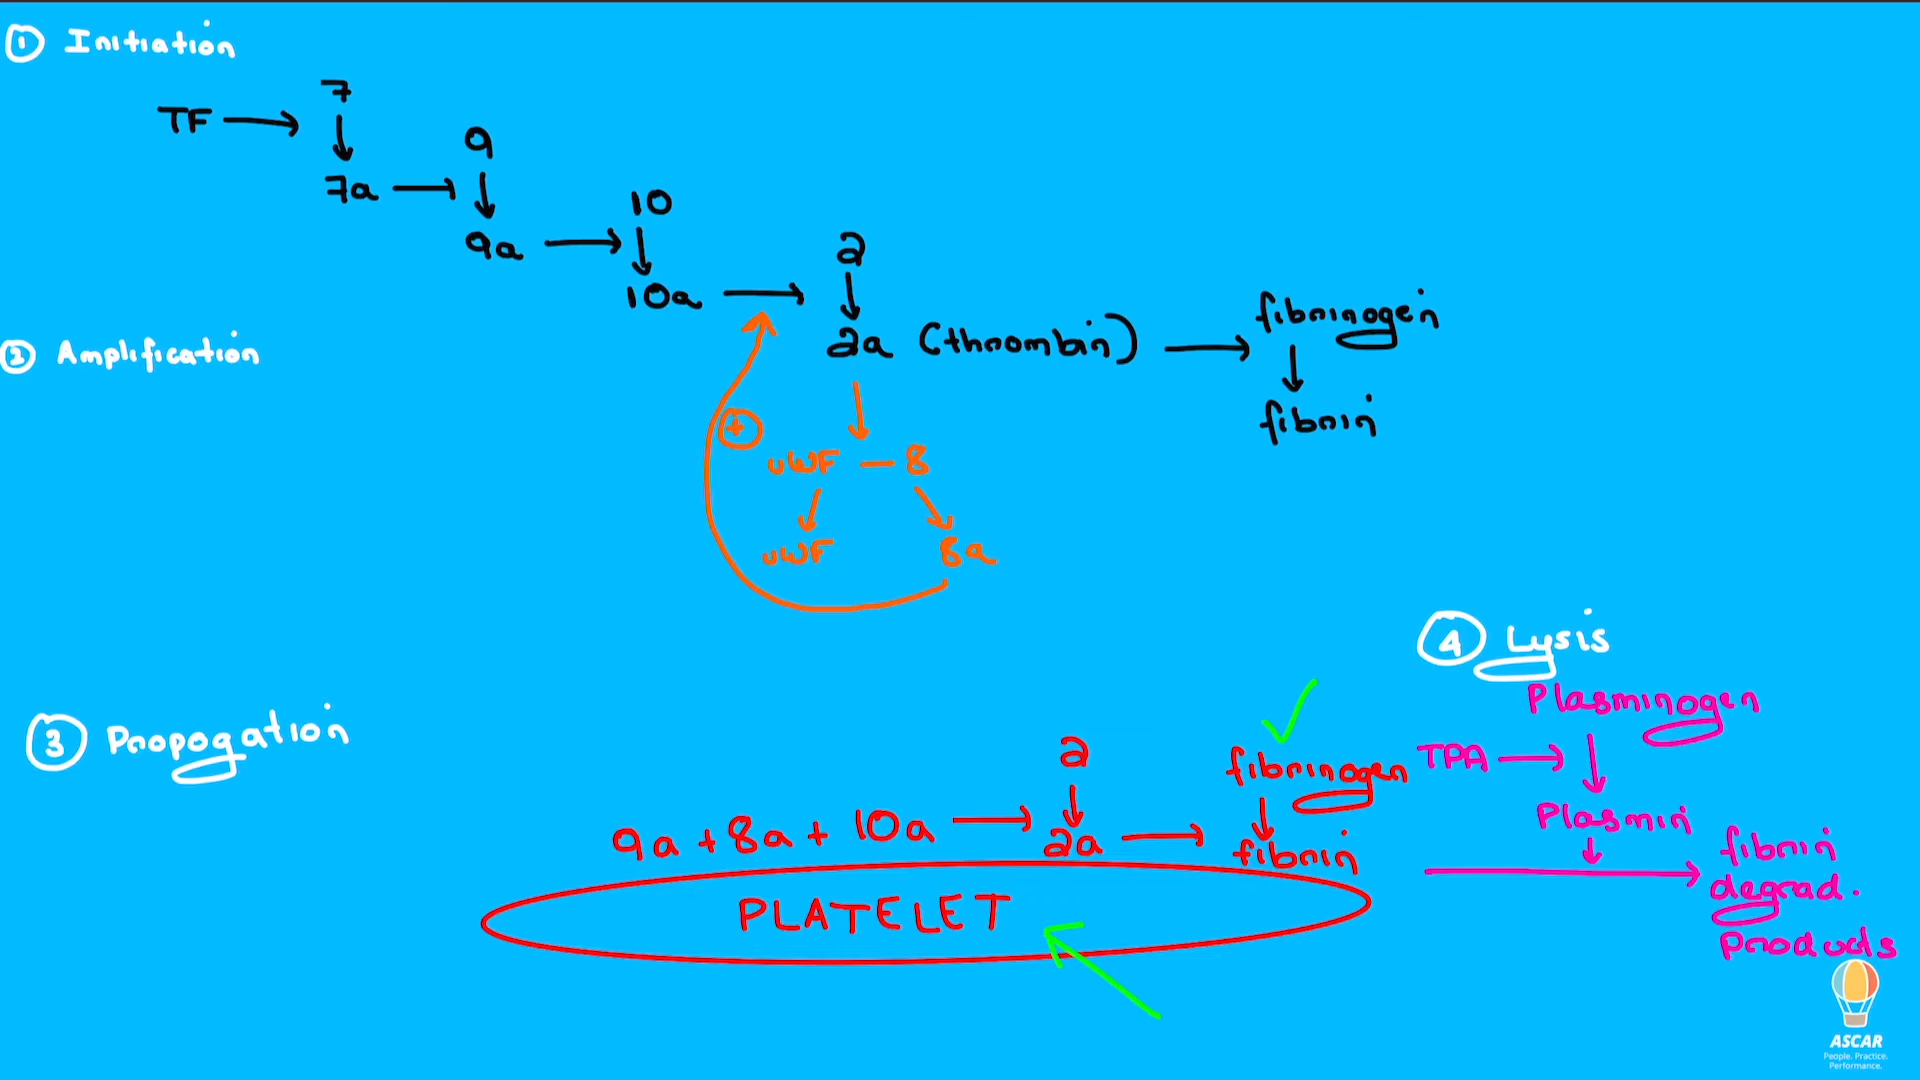 ① Initiation
7
TF →
↓
9
7a →
↓
10
9a →
↓
2
10a →
↓
2a (thrombin) →
fibrinogen
↓
fibrin
② Amplification
+
vWF — 8
vWF
8a
③ Propogation
2
↓
9a + 8a + 10a →
2a →
fibrinogen
↓
fibrin
PLATELET
④ Lysis
Plasminogen
TPA →
↓
Plasmin
↓
→
fibrin
degrad.
products
ASCAR
People. Practice.
Performance.